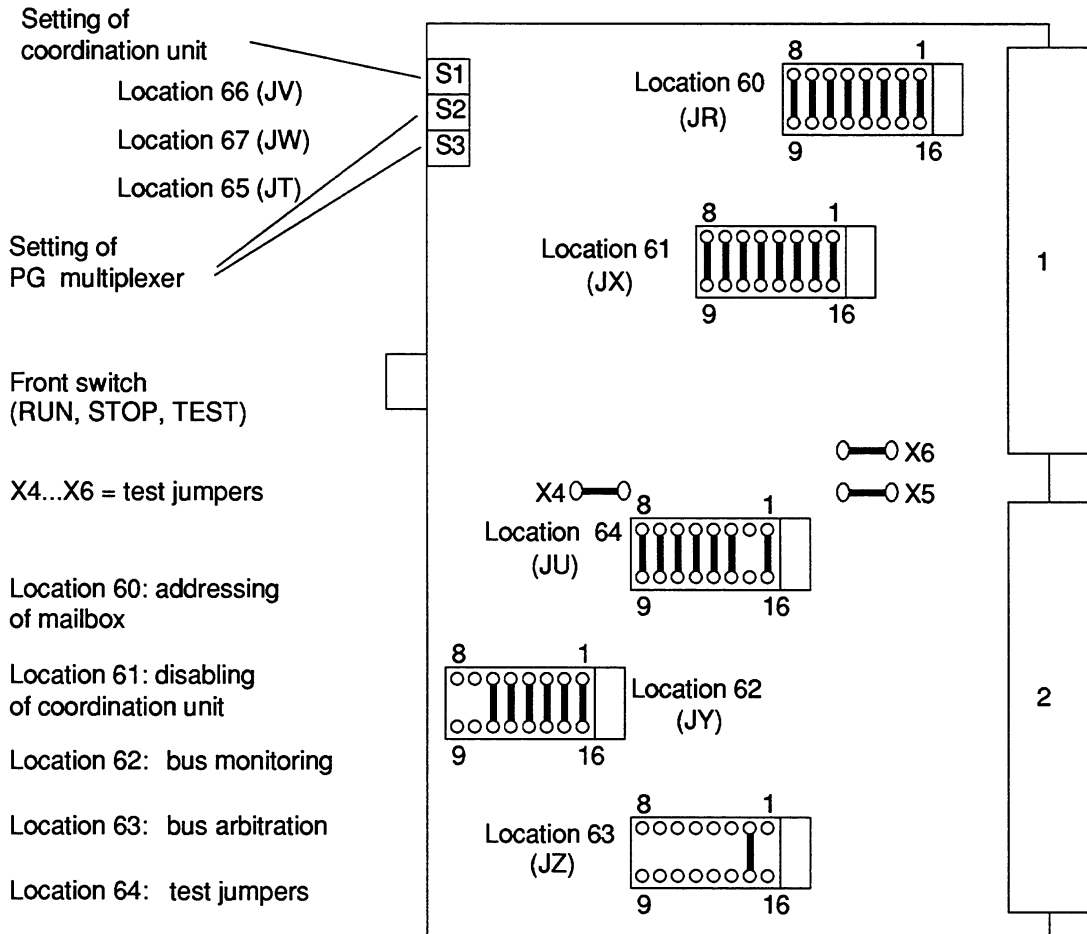 Setting of
coordination unit
Location 66 (JV)
Location 67 (JW)
Location 65 (JT)
Setting of
PG multiplexer
Front switch
(RUN, STOP, TEST)
X4...X6 = test jumpers
Location 60: addressing
of mailbox
Location 61: disabling
of coordination unit
Location 62: bus monitoring
Location 63: bus arbitration
Location 64: test jumpers
S1
S2
S3
Location 60
(JR)
8 1
9 16
Location 61
(JX)
8 1
9 16
1
X6
X4
X5
Location 64
(JU)
8 1
9 16
8 1
9 16
Location 62
(JY)
2
Location 63
(JZ)
8 1
9 16